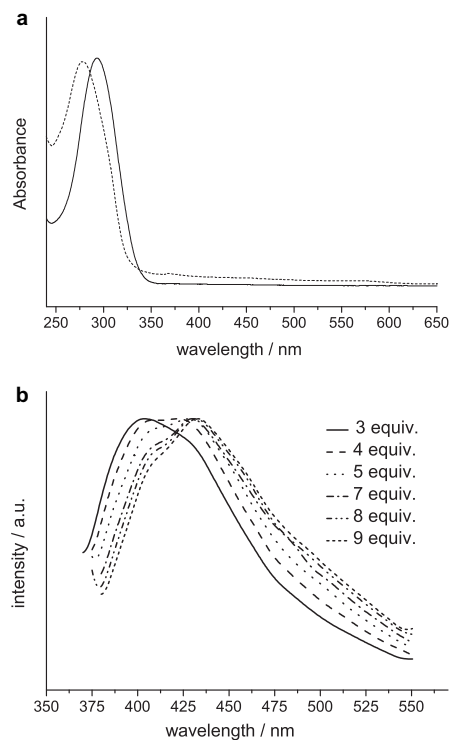 a
Absorbance
250 300 350 400 450 500 550 600 650
wavelength / nm
b
3 equiv.
4 equiv.
5 equiv.
7 equiv.
8 equiv.
9 equiv.
intensity / a.u.
350 375 400 425 450 475 500 525 550
wavelength / nm